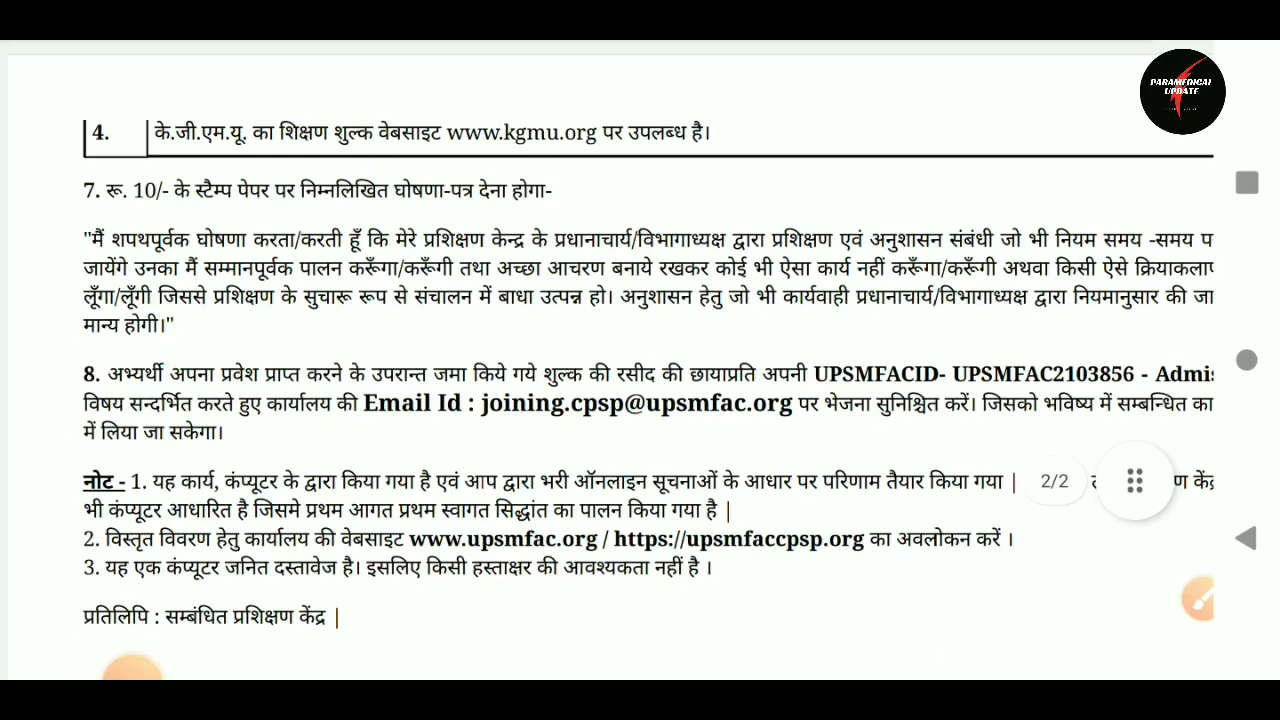 PARAMEDICAL
UPDATE
4. के.जी.एम.यू. का शिक्षण शुल्क वेबसाइट www.kgmu.org पर उपलब्ध है।
7. रू. 10/- के स्टैम्प पेपर पर निम्नलिखित घोषणा-पत्र देना होगा-
"मैं शपथपूर्वक घोषणा करता/करती हूँ कि मेरे प्रशिक्षण केन्द्र के प्रधानाचार्य/विभागाध्यक्ष द्वारा प्रशिक्षण एवं अनुशासन संबंधी जो भी नियम समय -समय प
जायेंगे उनका मैं सम्मानपूर्वक पालन करूँगा/करूँगी तथा अच्छा आचरण बनाये रखकर कोई भी ऐसा कार्य नहीं करूँगा/करूँगी अथवा किसी ऐसे
लूँगा/लूँगी जिससे प्रशिक्षण के सुचारू रूप से संचालन में बाधा उत्पन्न हो। अनुशासन हेतु जो भी कार्यवाही प्रधानाचार्य/विभागाध्यक्ष द्वारा नियमानुसार की जा
मान्य होगी।"
8. अभ्यर्थी अपना प्रवेश प्राप्त करने के उपरान्त जमा किये गये शुल्क की रसीद की छायाप्रति अपनी UPSMFACID- UPSMFAC2103856 - Admis
विषय सन्दर्भित करते हुए कार्यालय की Email Id : joining.cpsp@upsmfac.org पर भेजना सुनिश्चित करें। जिसको भविष्य में सम्बन्धित का
में लिया जा सकेगा।
नोट - 1. यह कार्य, कंप्यूटर के द्वारा किया गया है एवं आप द्वारा भरी ऑनलाइन सूचनाओं के आधार पर परिणाम तैयार किया गया | 2/2
भी कंप्यूटर आधारित है जिसमे प्रथम आगत प्रथम स्वागत सिद्धांत का पालन किया गया है |
2. विस्तृत विवरण हेतु कार्यालय की वेबसाइट www.upsmfac.org / https://upsmfaccpsp.org का अवलोकन करें ।
3. यह एक कंप्यूटर जनित दस्तावेज है। इसलिए किसी हस्ताक्षर की आवश्यकता नहीं है ।
प्रतिलिपि : सम्बंधित प्रशिक्षण केंद्र |